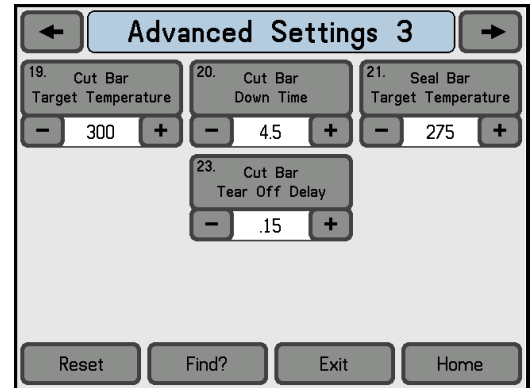 Advanced Settings 3
19. Cut Bar
Target Temperature
− 300 +
20. Cut Bar
Down Time
− 4.5 +
21. Seal Bar
Target Temperature
− 275 +
23. Cut Bar
Tear Off Delay
− .15 +
Reset Find? Exit Home